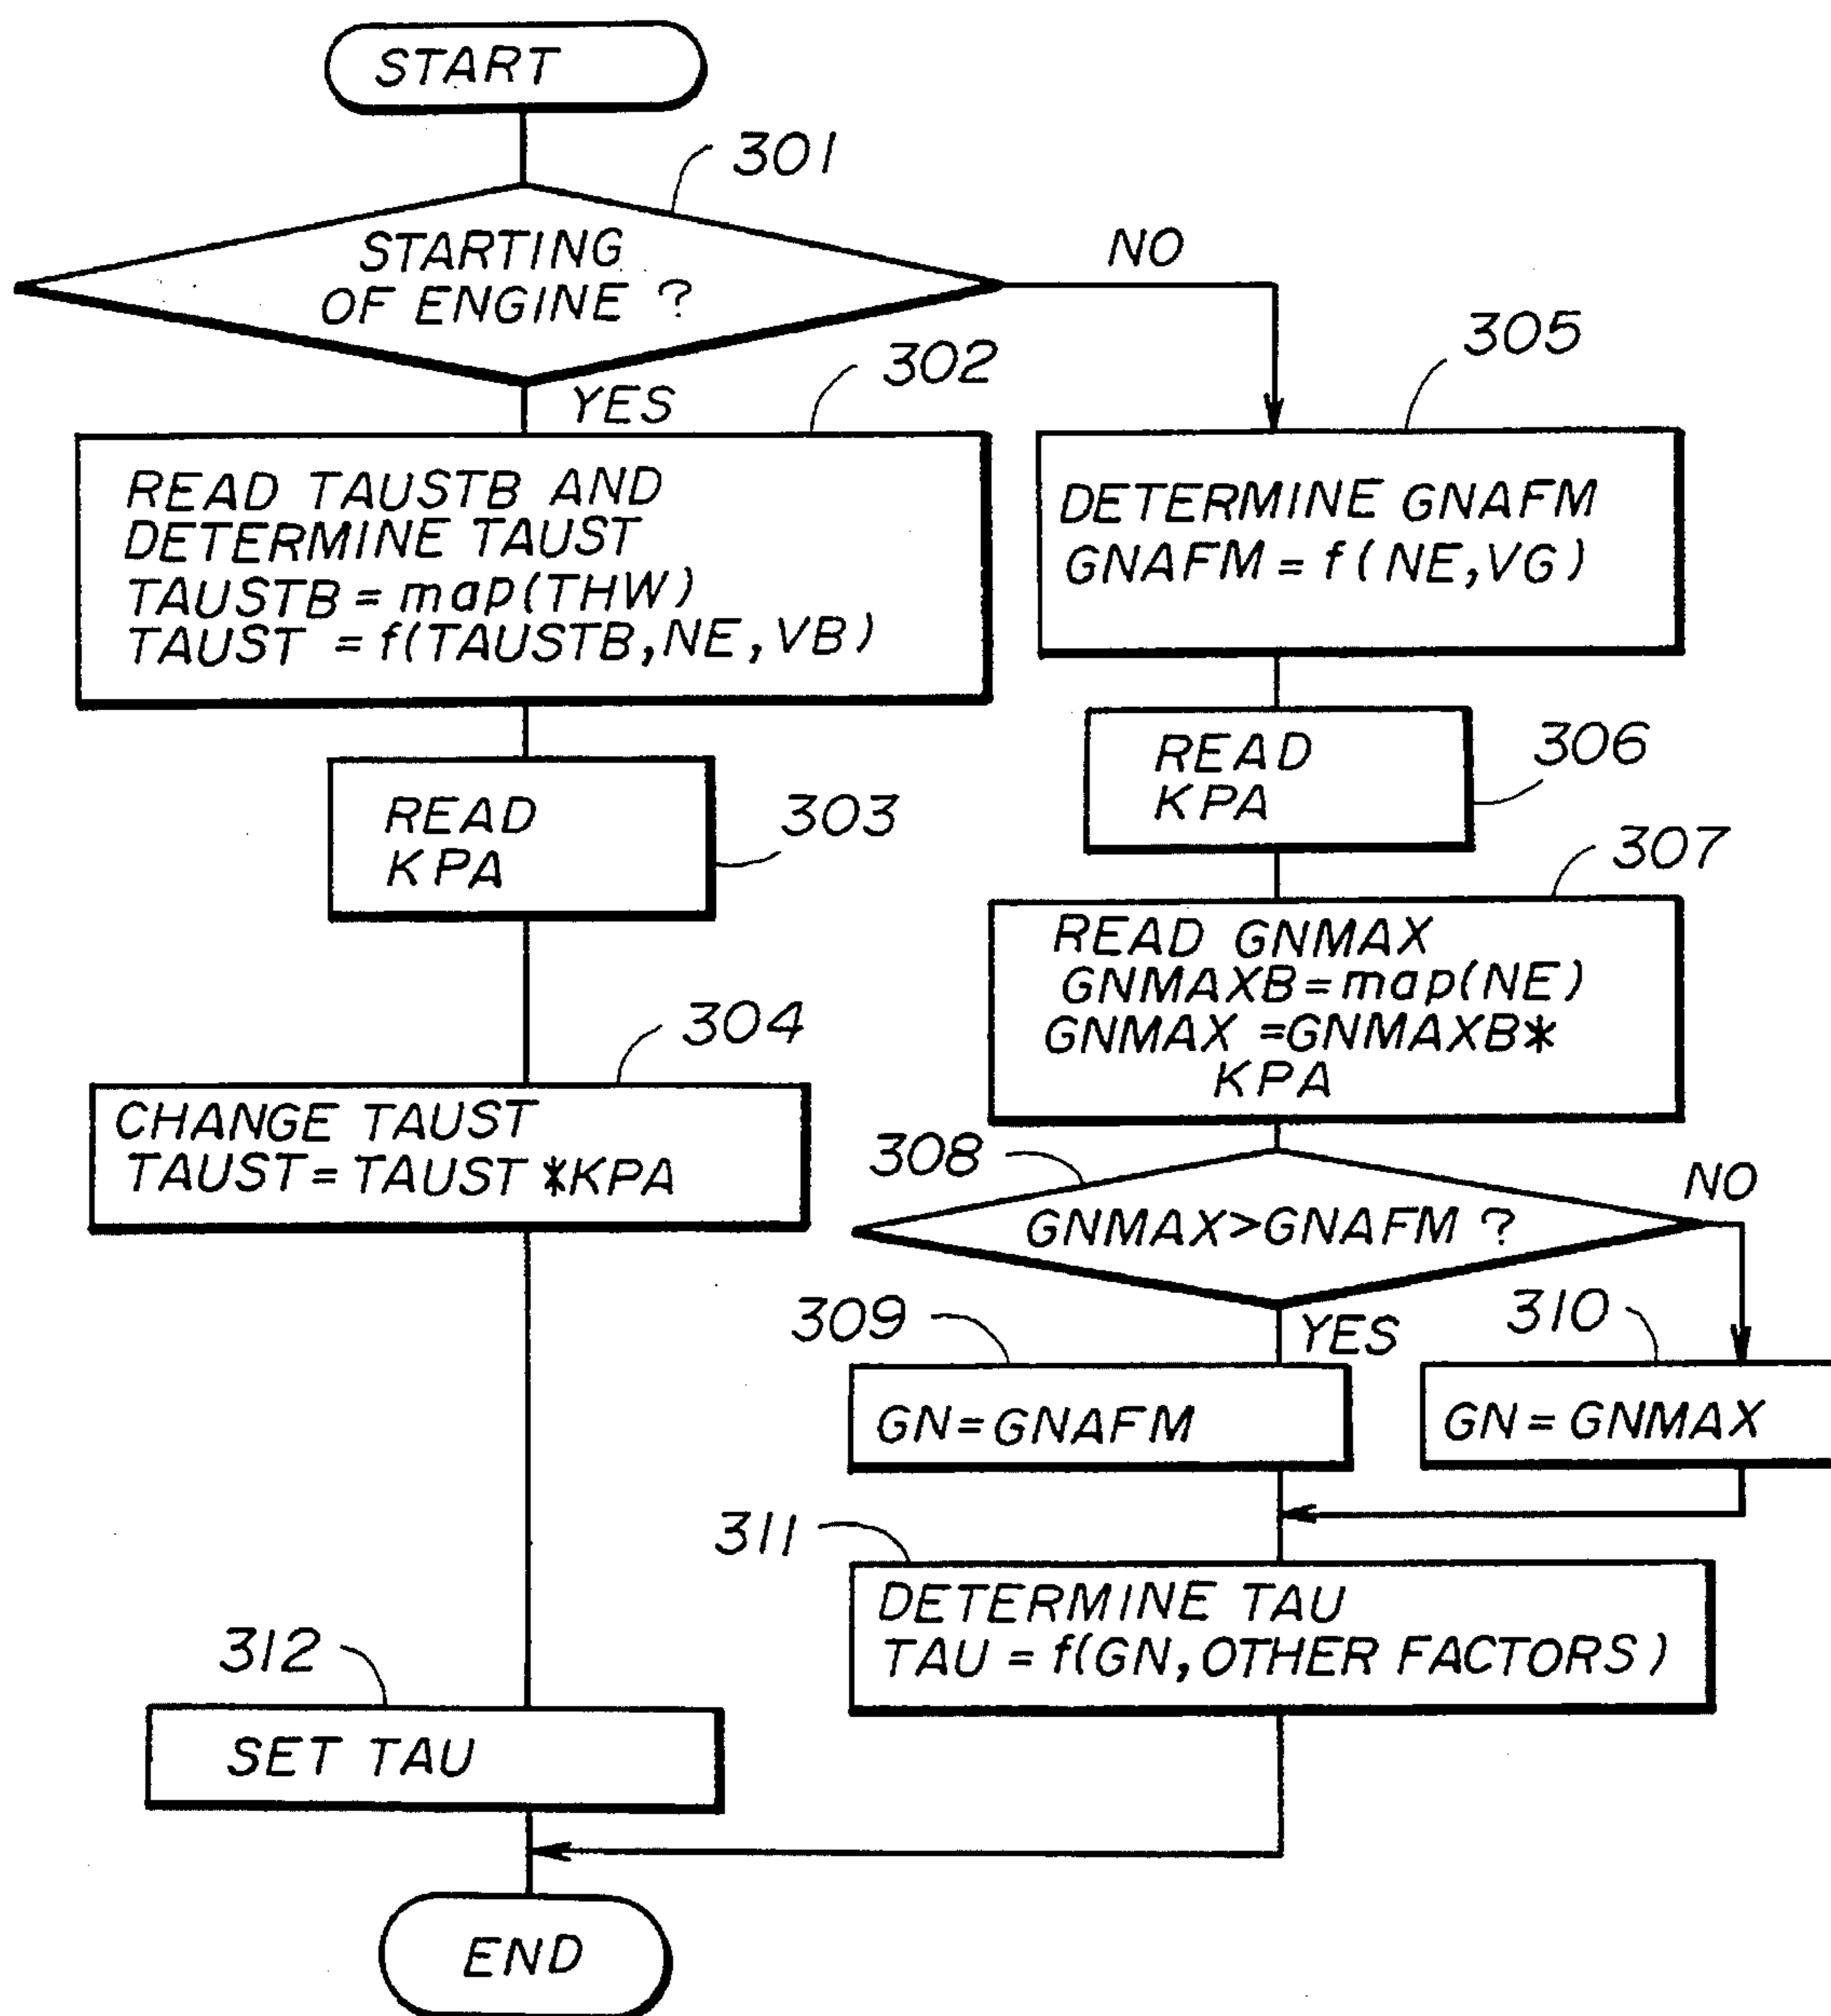 START
301
STARTING
OF ENGINE ?
NO
YES
302
READ TAUSTB AND
DETERMINE TAUST
TAUSTB = map(THW)
TAUST = f(TAUSTB, NE, VB)
303
READ
KPA
304
CHANGE TAUST
TAUST = TAUST *KPA
305
DETERMINE GNAFM
GNAFM = f(NE, VG)
306
READ
KPA
307
READ GNMAX
GNMAXB = map(NE)
GNMAX = GNMAXB*
KPA
308
GNMAX>GNAFM ?
NO
YES
309
GN = GNAFM
310
GN = GNMAX
311
DETERMINE TAU
TAU = f(GN, OTHER FACTORS)
312
SET TAU
END